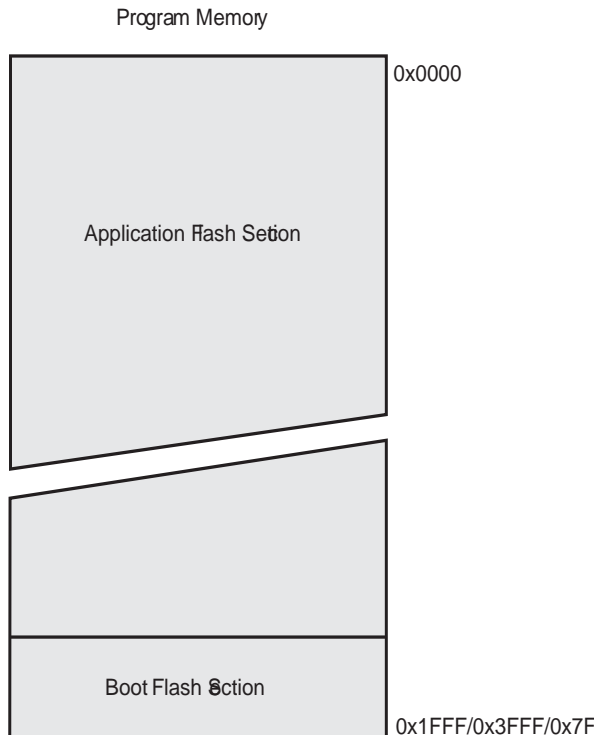 Program Memory
0x0000
Application Flash Section
Boot Flash Section
0x1FFF/0x3FFF/0x7F